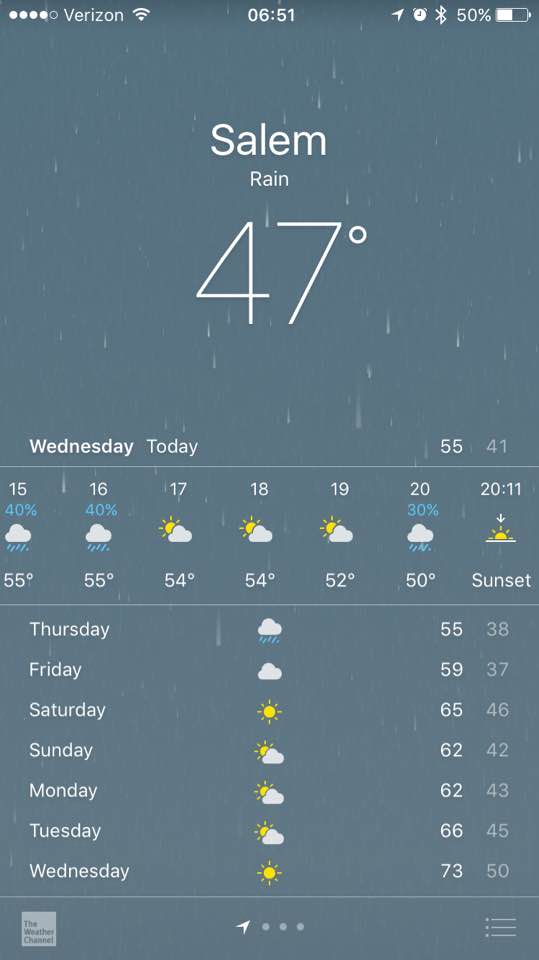 Verizon 06:51 50%
Salem
Rain
47°
Wednesday Today 55 41
15 16 17 18 19 20 20:11
40% 40% 30%
55° 55° 54° 54° 52° 50° Sunset
Thursday 55 38
Friday 59 37
Saturday 65 46
Sunday 62 42
Monday 62 43
Tuesday 66 45
Wednesday 73 50
The
Weather
Channel